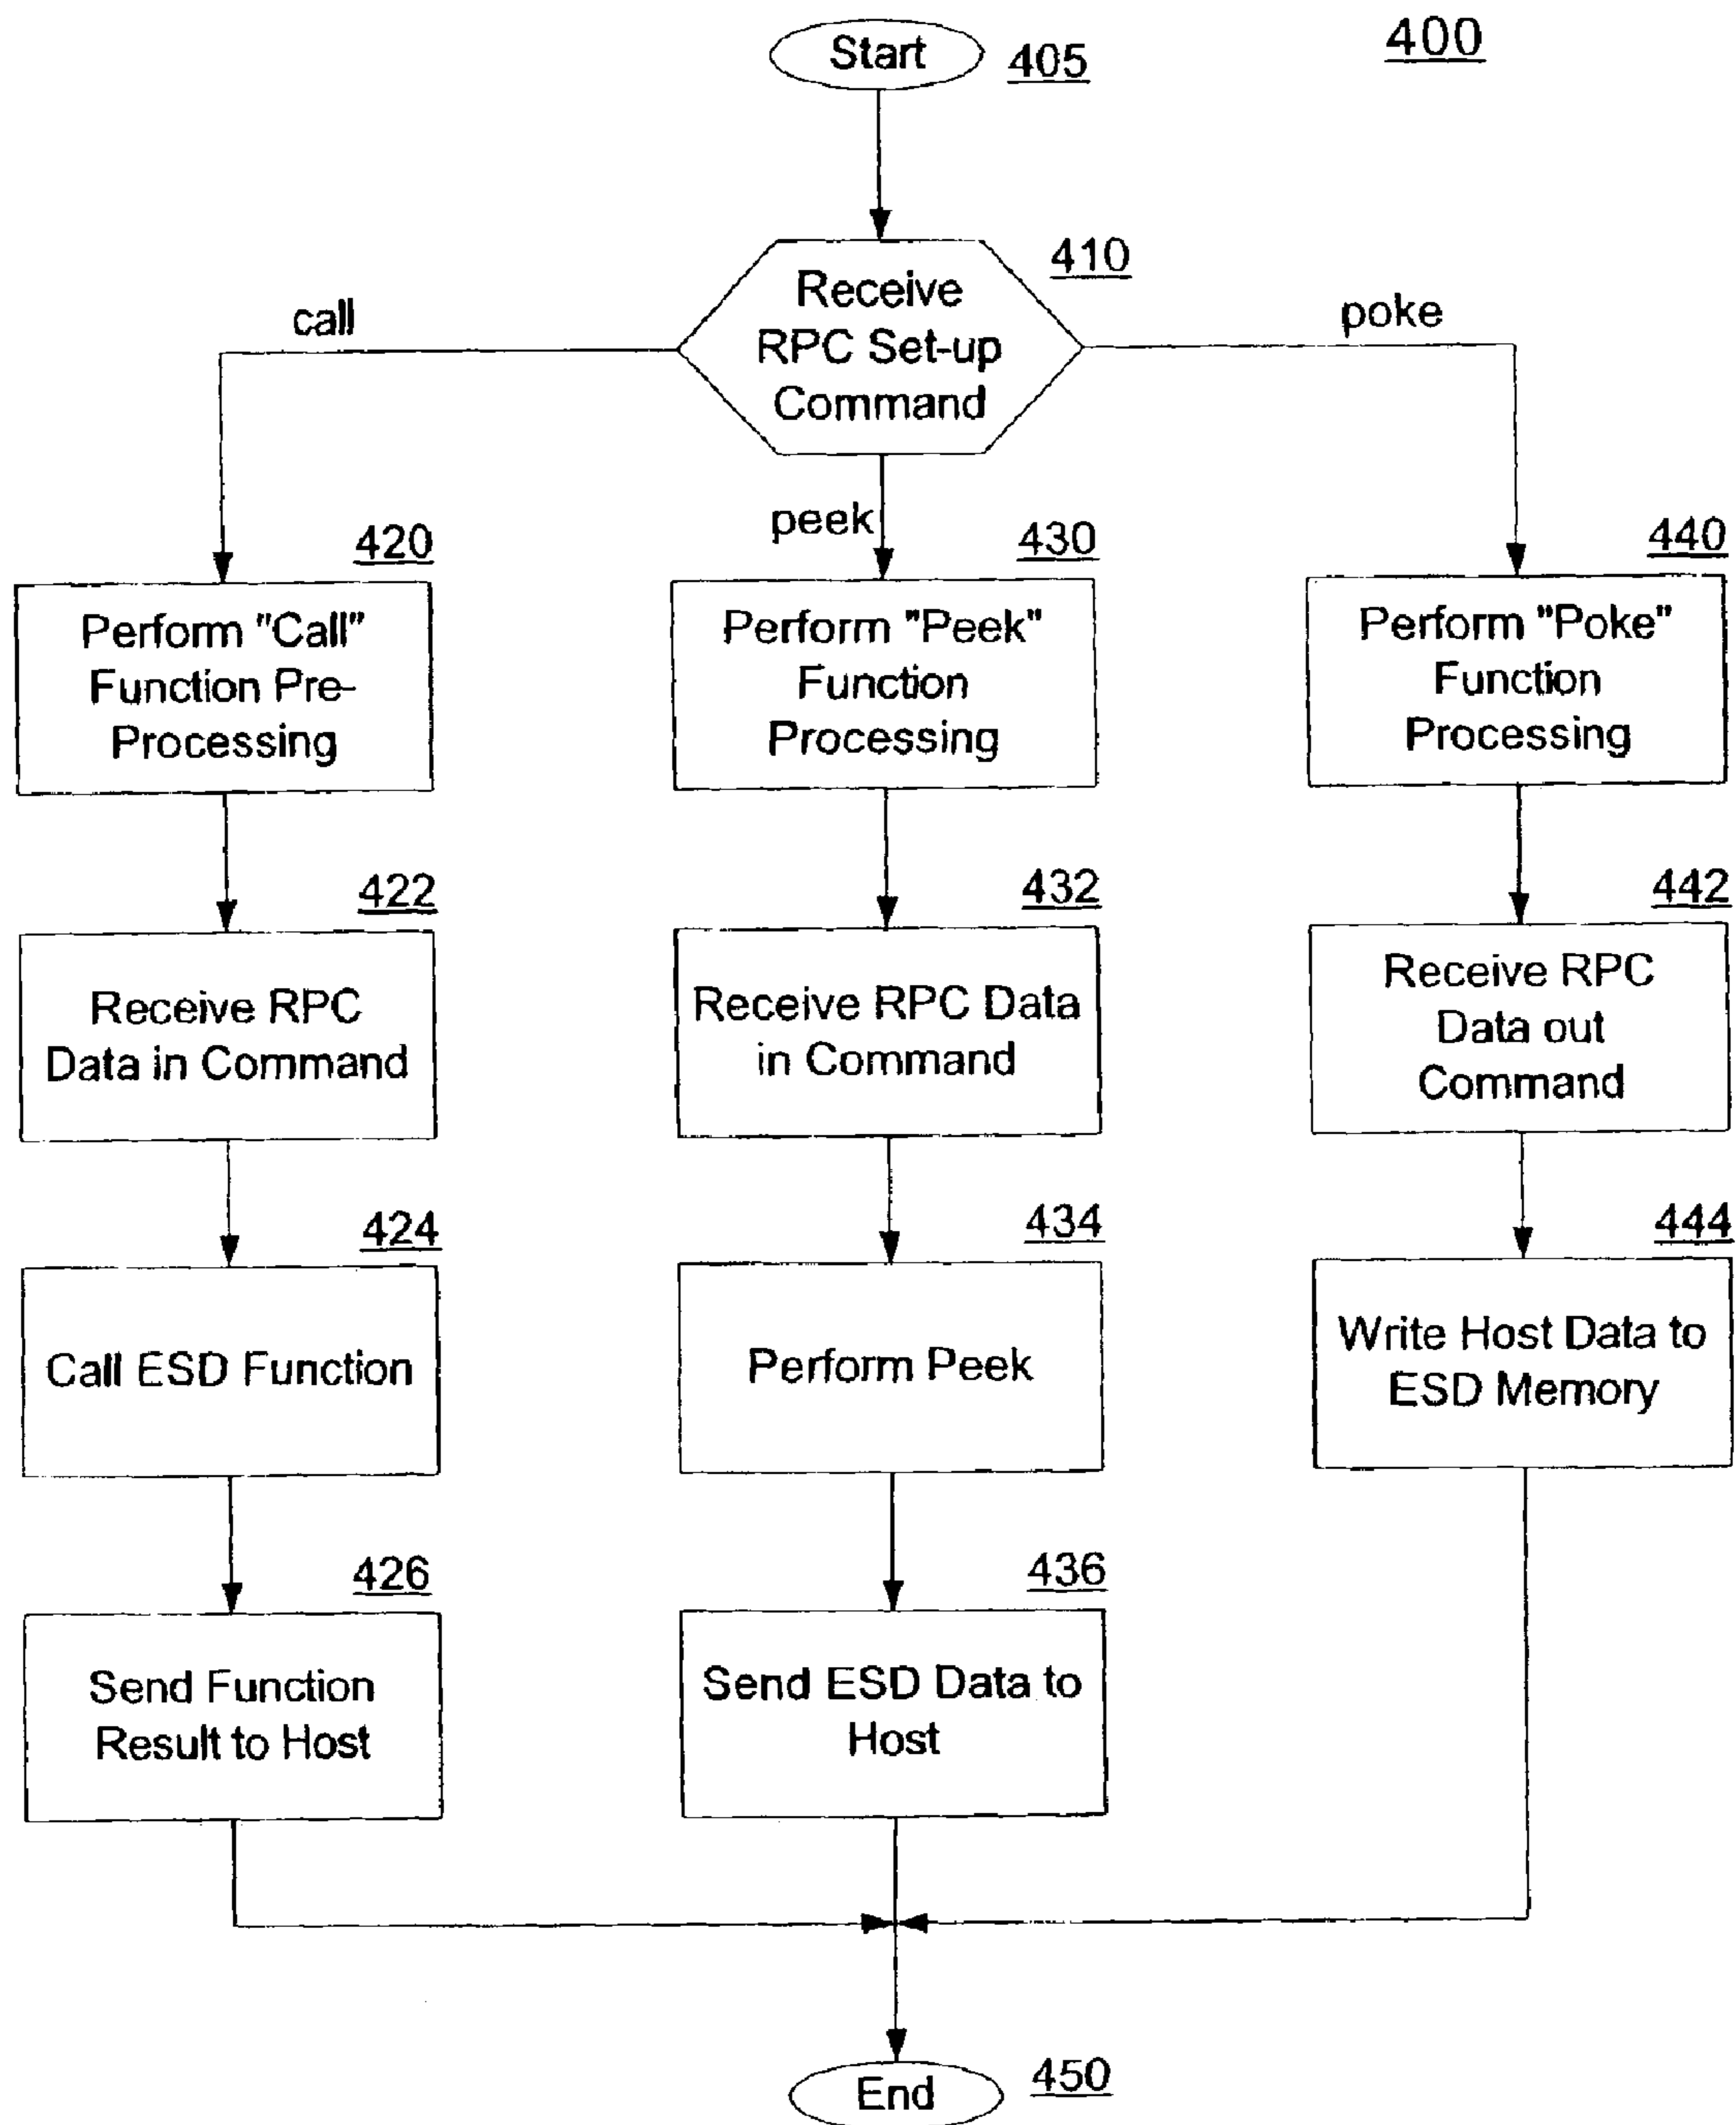 400
Start
405
410
Receive
RPC Set-up
Command
call
poke
peek
420
430
440
Perform "Call"
Function Pre-
Processing
Perform "Peek"
Function
Processing
Perform "Poke"
Function
Processing
422
432
442
Receive RPC
Data in Command
Receive RPC Data
in Command
Receive RPC
Data out
Command
424
434
444
Call ESD Function
Perform Peek
Write Host Data to
ESD Memory
426
436
Send Function
Result to Host
Send ESD Data to
Host
End
450